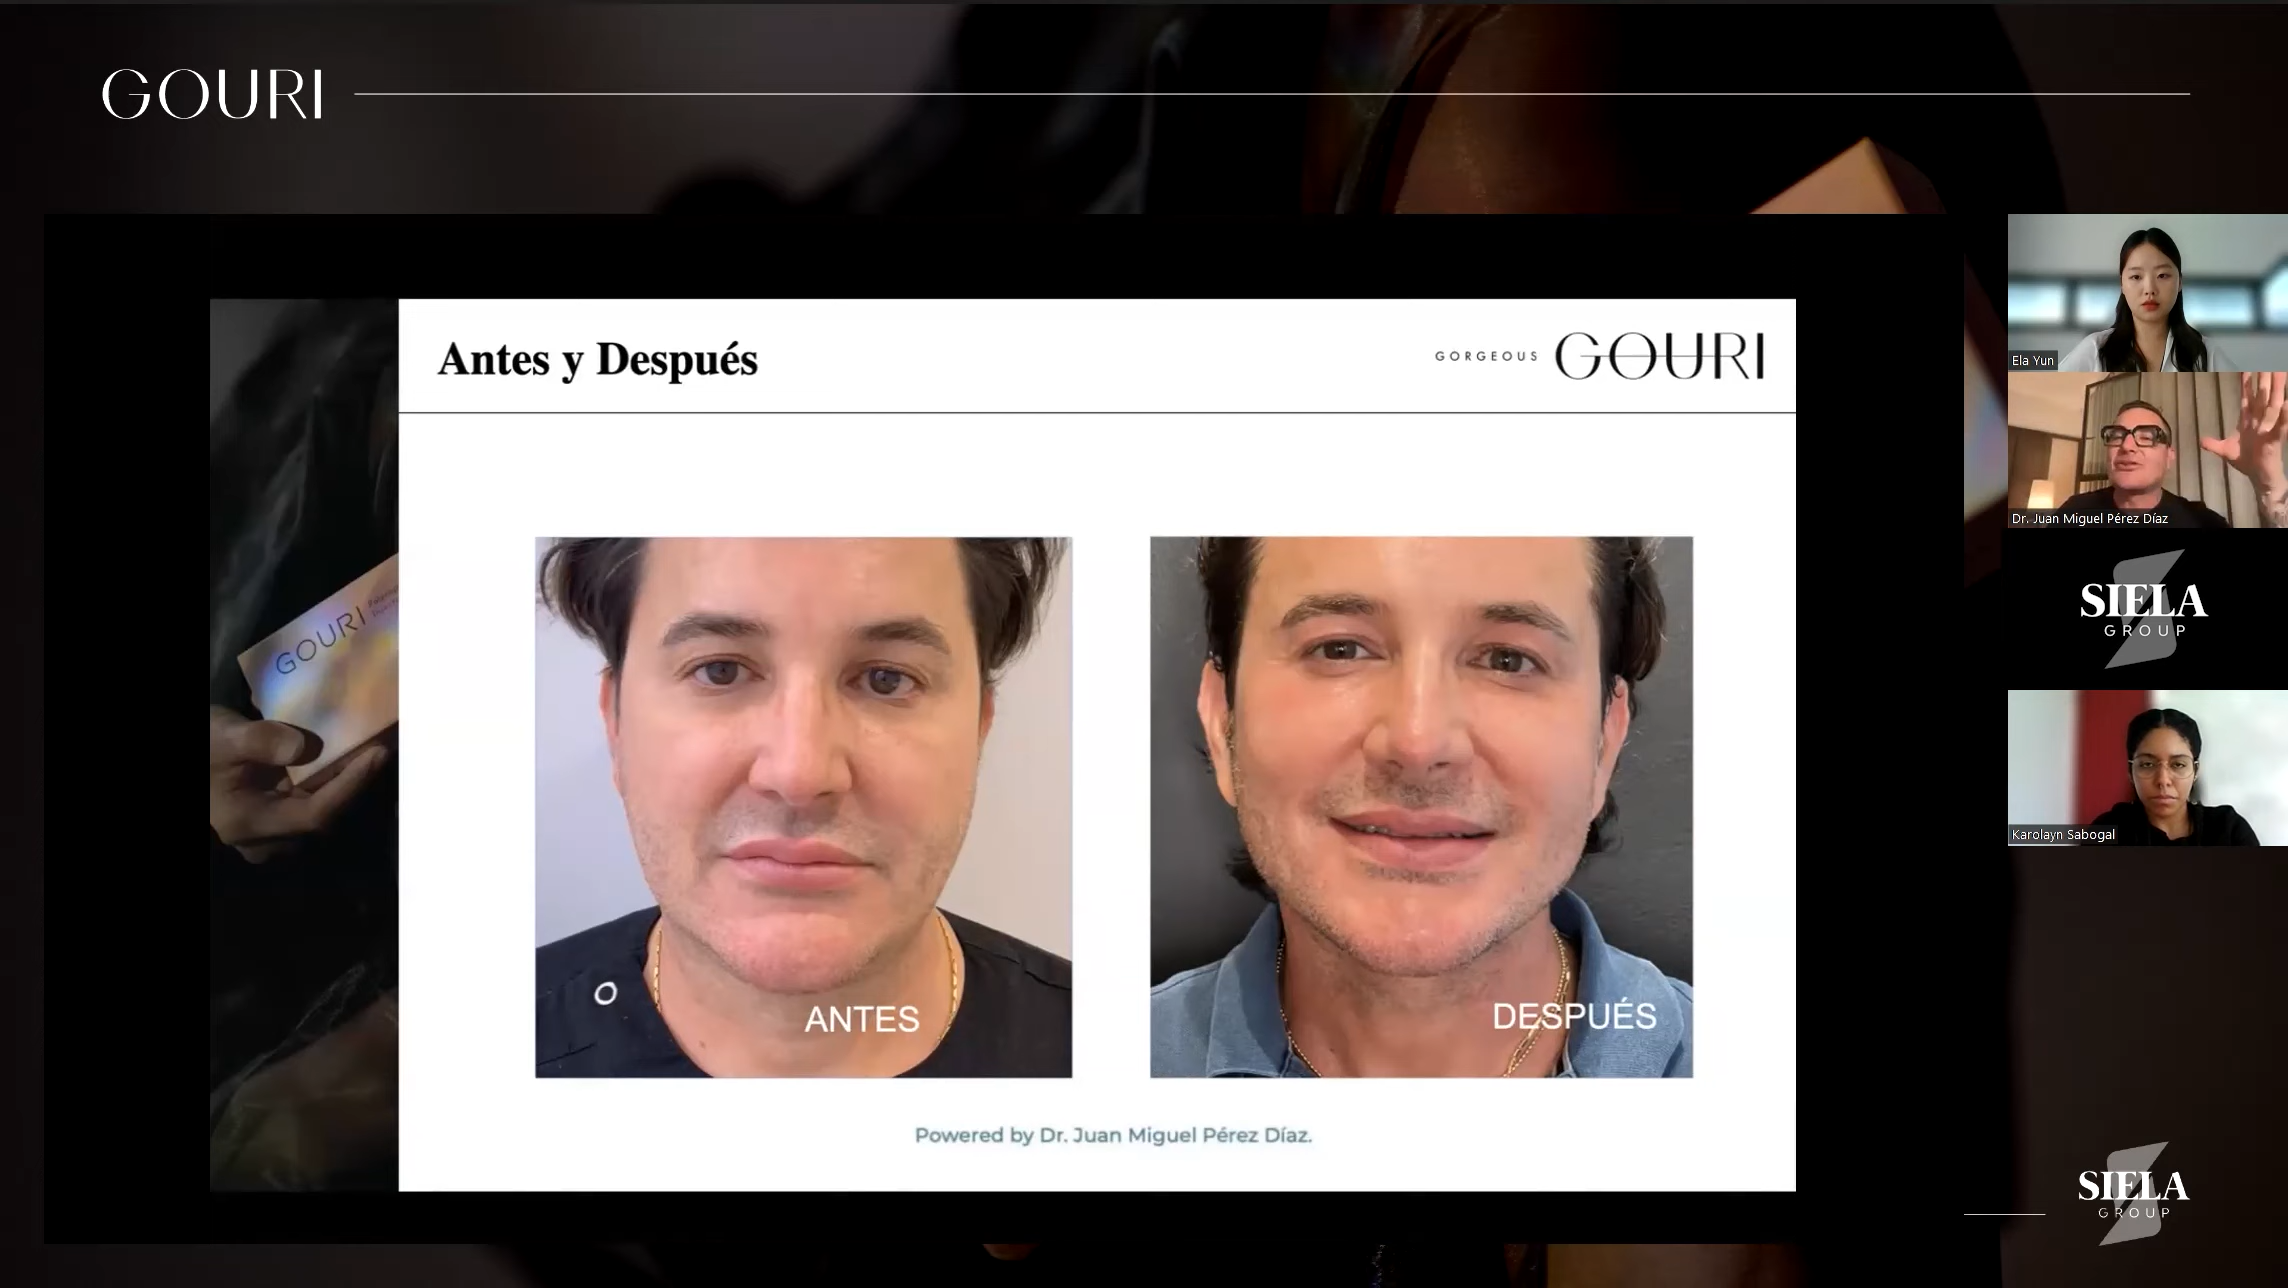 GOURI
Antes y Después
GORGEOUS GOURI
GOURI
ANTES
DESPUÉS
Powered by Dr. Juan Miguel Pérez Díaz.
Ela Yun
Dr. Juan Miguel Pérez Díaz
SIELA
GROUP
Karolayn Sabogal
SIELA
GROUP